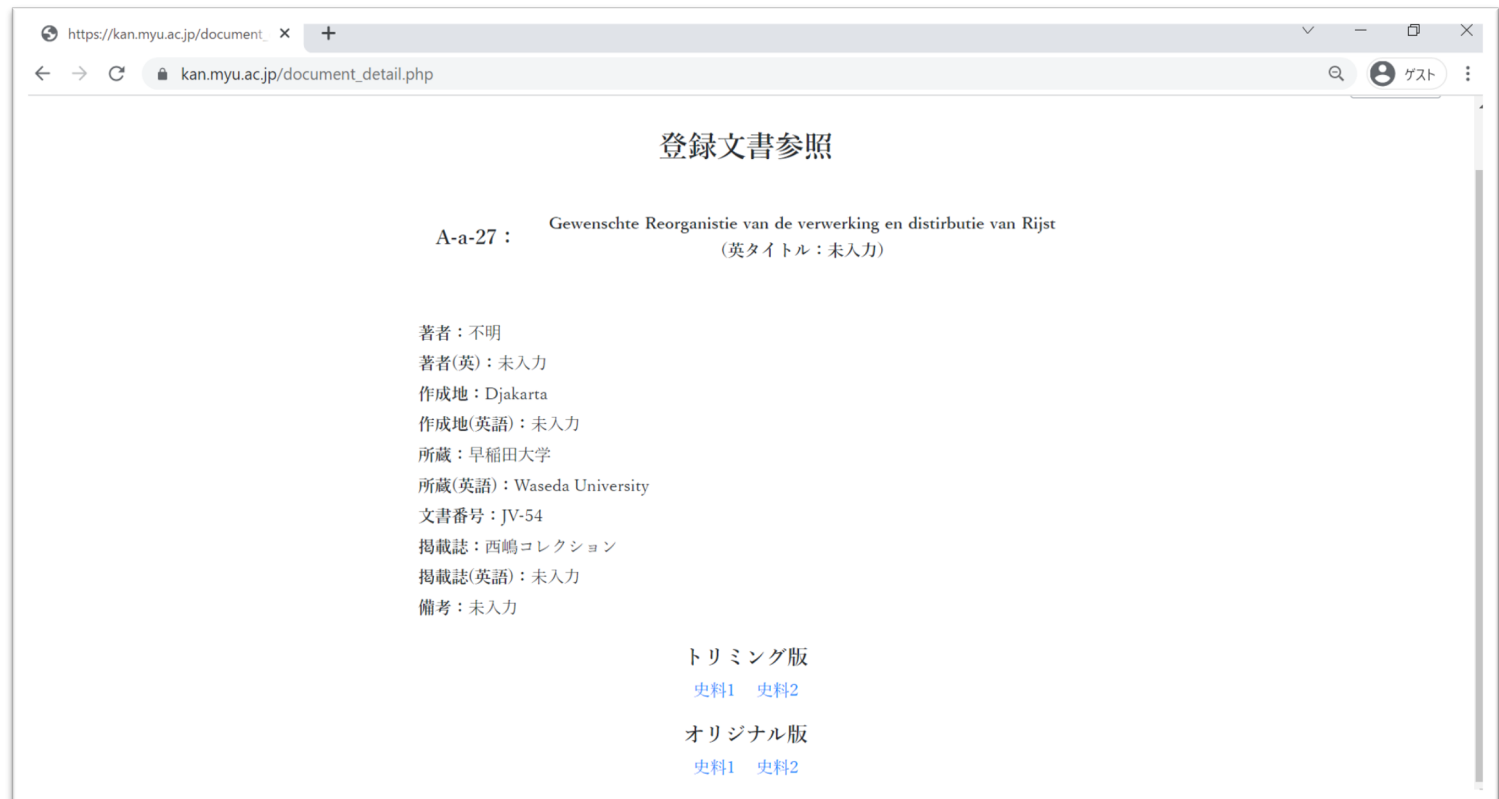 https://kan.myu.ac.jp/document_
kan.myu.ac.jp/document_detail.php
ゲスト
登録文書参照
A-a-27：
Gewenschte Reorganistie van de verwerking en distirbutie van Rijst
（英タイトル：未入力）
著者：不明
著者(英)：未入力
作成地：Djakarta
作成地(英語)：未入力
所蔵：早稲田大学
所蔵(英語)：Waseda University
文書番号：JV-54
掲載誌：西嶋コレクション
掲載誌(英語)：未入力
備考：未入力
トリミング版
史料1 史料2
オリジナル版
史料1 史料2